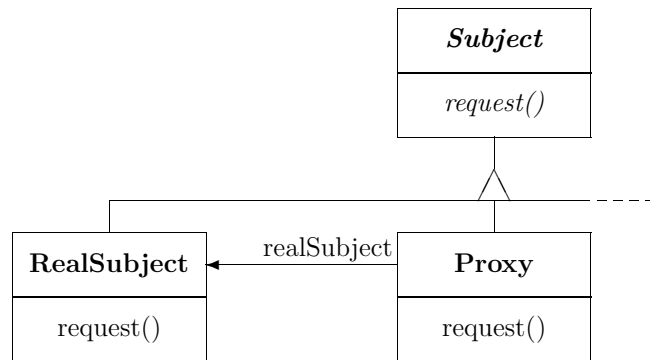 Subject
request()
realSubject
RealSubject
Proxy
request()
request()